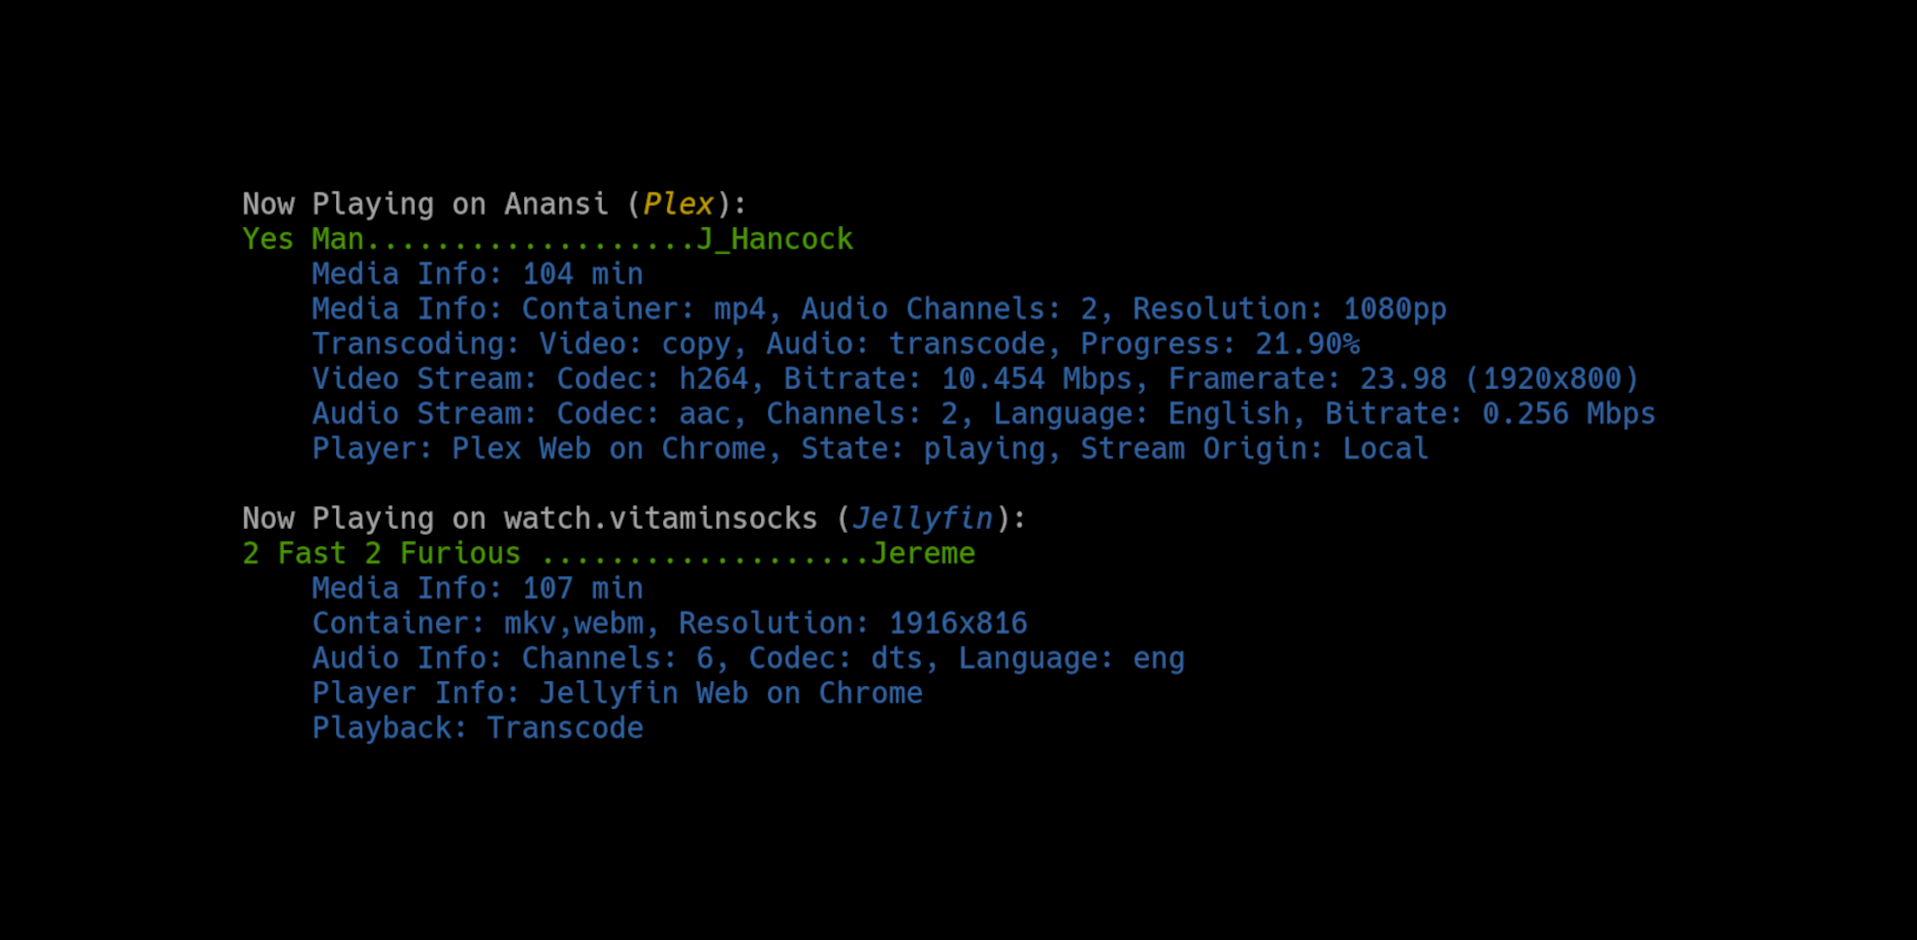 Now Playing on Anansi (Plex):
Yes Man...................J_Hancock
Media Info: 104 min
Media Info: Container: mp4, Audio Channels: 2, Resolution: 1080pp
Transcoding: Video: copy, Audio: transcode, Progress: 21.90%
Video Stream: Codec: h264, Bitrate: 10.454 Mbps, Framerate: 23.98 (1920x800)
Audio Stream: Codec: aac, Channels: 2, Language: English, Bitrate: 0.256 Mbps
Player: Plex Web on Chrome, State: playing, Stream Origin: Local
Now Playing on watch.vitaminsocks (Jellyfin):
2 Fast 2 Furious ...................Jereme
Media Info: 107 min
Container: mkv,webm, Resolution: 1916x816
Audio Info: Channels: 6, Codec: dts, Language: eng
Player Info: Jellyfin Web on Chrome
Playback: Transcode